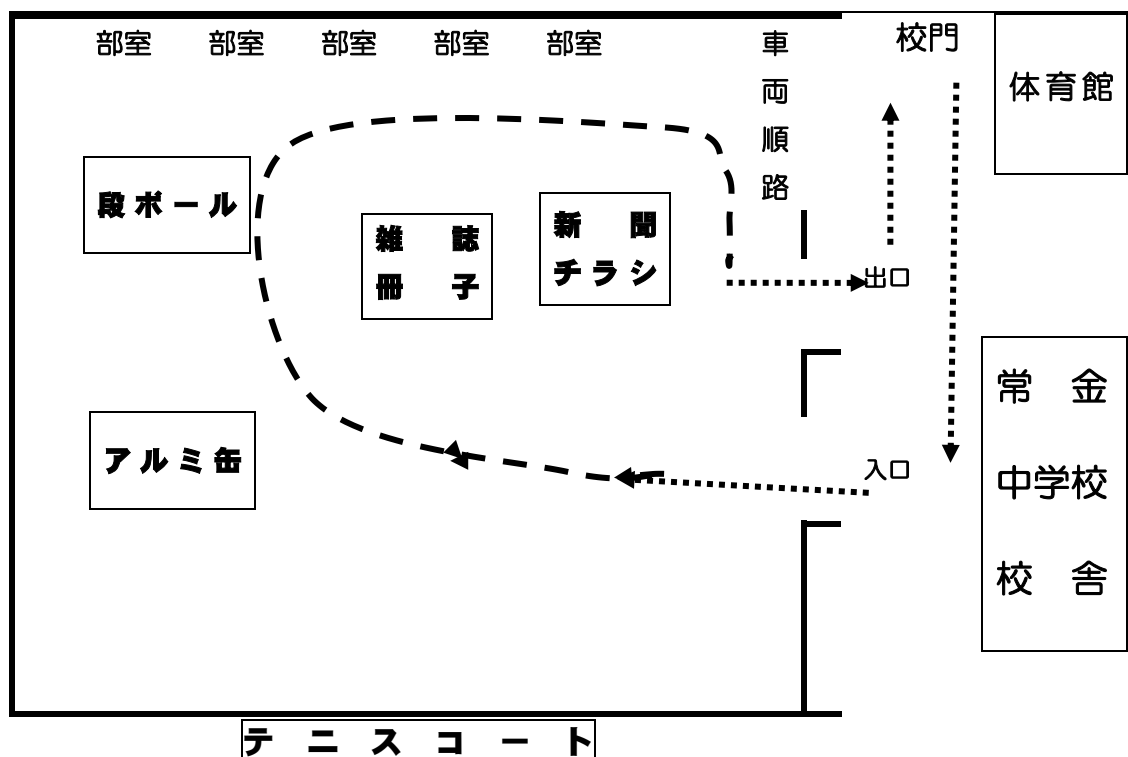 部室 部室 部室 部室 部室
車両順路
校門
体育館
段ボール
雑誌
冊子
新聞
チラシ
出口
アルミ缶
入口
常金
中学校
校舎
テニスコート